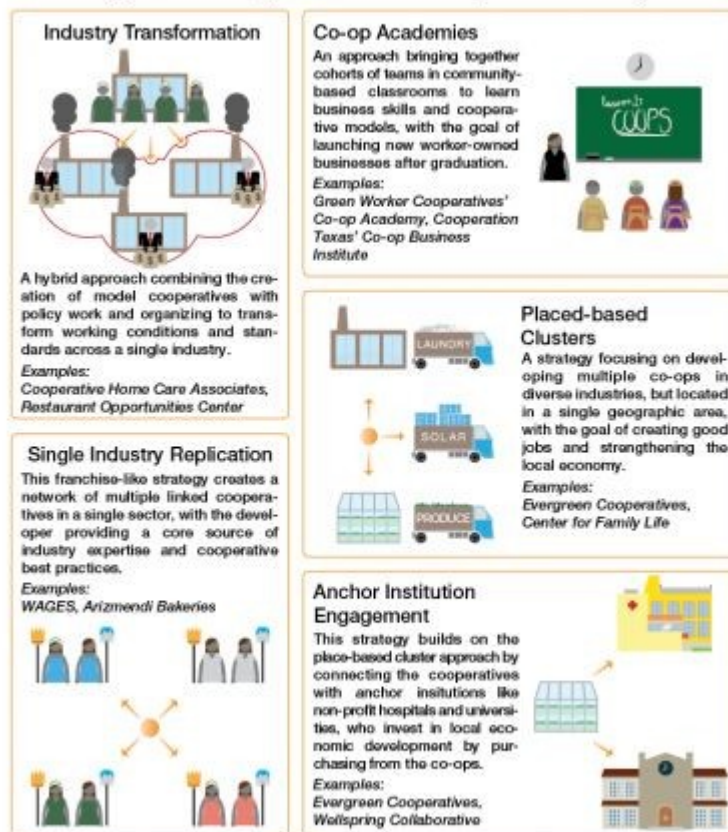 Industry Transformation
A hybrid approach combining the cre-
ation of model cooperatives with
policy work and organizing to trans-
form working conditions and stan-
dards across a single industry.
Examples:
Cooperative Home Care Associates,
Restaurant Opportunities Center
Single Industry Replication
This franchise-like strategy creates a
network of multiple linked coopera-
tives in a single sector, with the devel-
oper providing a core source of
industry expertise and cooperative
best practices.
Examples:
WAGES, Arizmendi Bakeries
Co-op Academies
An approach bringing together
cohorts of teams in community-
based classrooms to learn
business skills and coopera-
tive models, with the goal of
launching new worker-owned
businesses after graduation.
Examples:
Green Worker Cooperatives'
Co-op Academy, Cooperation
Texas' Co-op Business
Institute
COOPS
Placed-based
Clusters
A strategy focusing on devel-
oping multiple co-ops in
diverse industries, but located
in a single geographic area,
with the goal of creating good
jobs and strengthening the
local economy.
Examples:
Evergreen Cooperatives,
Center for Family Life
LAUNDRY
SOLAR
PRODUCE
Anchor Institution
Engagement
This strategy builds on the
place-based cluster approach by
connecting the cooperatives
with anchor insitutions like
non-profit hospitals and universi-
ties, who invest in local eco-
nomic development by pur-
chasing from the co-ops.
Examples:
Evergreen Cooperatives,
Wellspring Collaborative